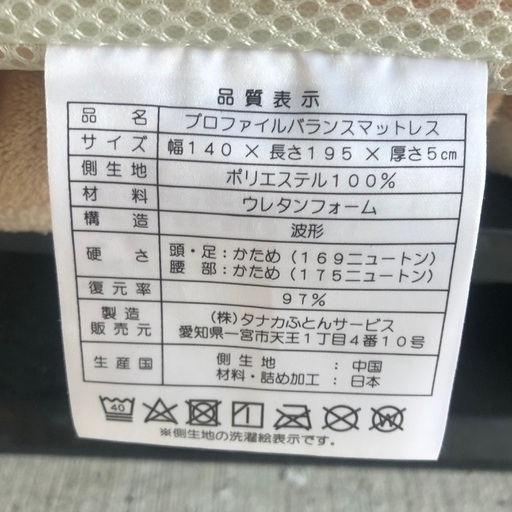 品質表示
品名 プロファイルバランスマットレス
サイズ 幅140×長さ195×厚さ5cm
側生地 ポリエステル100%
材料 ウレタンフォーム
構造 波形
硬さ 頭・足：かため（169ニュートン）
腰部：かため（175ニュートン）
復元率 97%
製造 (株)タナカふとんサービス
販売元 愛知県一宮市天王1丁目4番10号
生産国 側生地：中国
材料・詰め加工：日本
40 W
※側生地の洗濯絵表示です。